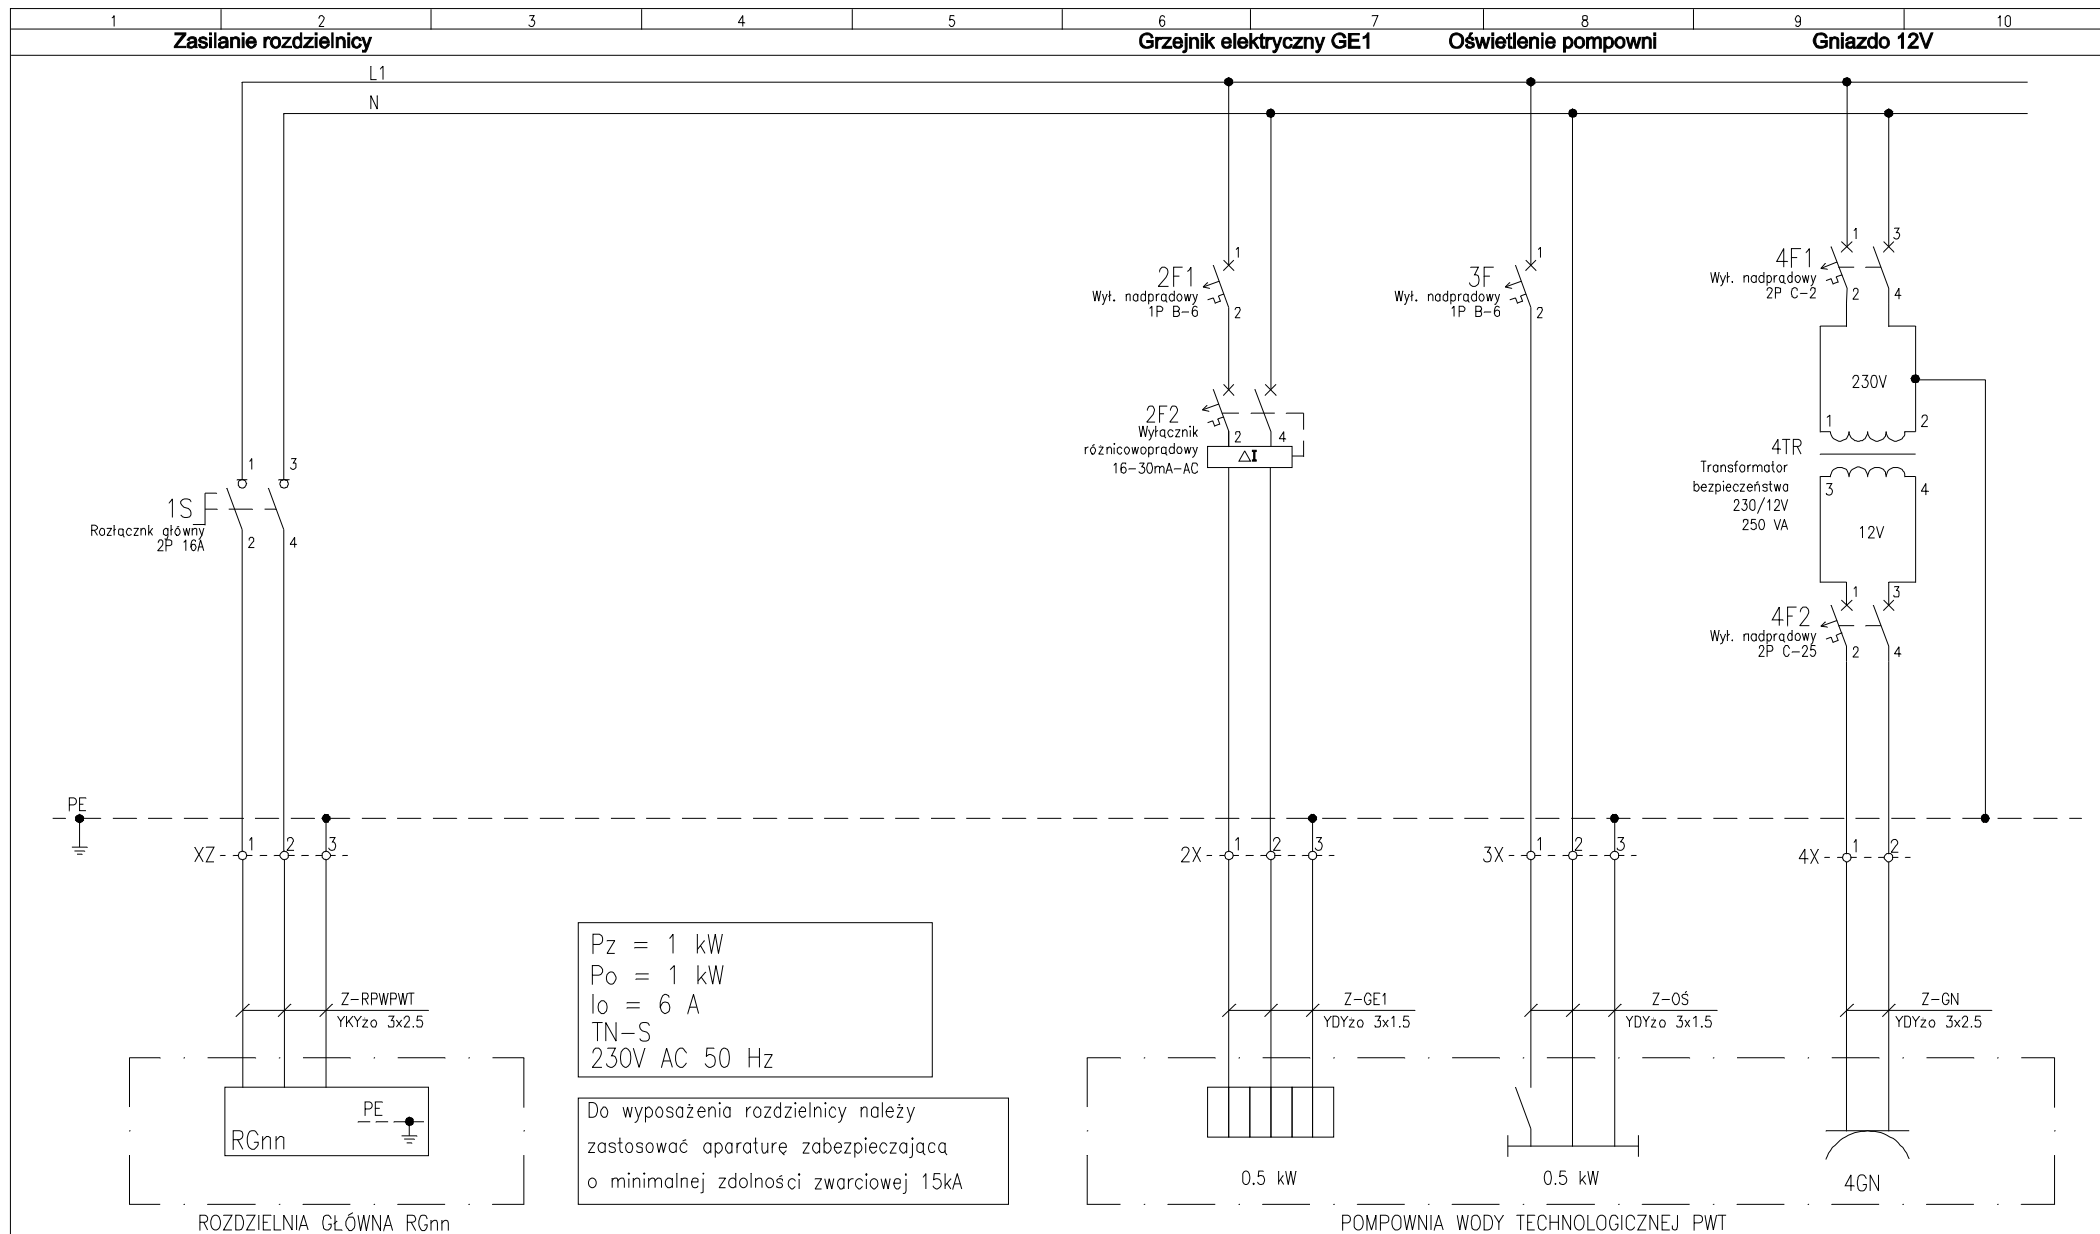 1 2 3 4 5 6 7 8 9 10
Zasilanie rozdzielnicy
Grzejnik elektryczny GE1
Oświetlenie pompowni
Gniazdo 12V
L1
N
1 3
1S
Rozłącznk główny
2P 16A
2 4
1
2F1
Wył. nadprądowy
1P B-6
2
2F2
Wyłącznik
różnicowoprądowy
16-30mA-AC
2 4
ΔI
1
3F
Wył. nadprądowy
1P B-6
2
1 3
4F1
Wył. nadprądowy
2P C-2
2 4
230V
1 2
4TR
Transformator
bezpieczeństwa
230/12V
250 VA
3 4
12V
1 3
4F2
Wył. nadprądowy
2P C-25
2 4
PE
XZ 1 2 3
2X 1 2 3
3X 1 2 3
4X 1 2
Z-RPWPWT
YKYżo 3x2.5
Pz = 1 kW
Po = 1 kW
Io = 6 A
TN-S
230V AC 50 Hz
Z-GE1
YDYżo 3x1.5
Z-OŚ
YDYżo 3x1.5
Z-GN
YDYżo 3x2.5
PE
RGnn
Do wyposażenia rozdzielnicy należy
zastosować aparaturę zabezpieczającą
o minimalnej zdolności zwarciowej 15kA
0.5 kW
0.5 kW
4GN
ROZDZIELNIA GŁÓWNA RGnn
POMPOWNIA WODY TECHNOLOGICZNEJ PWT